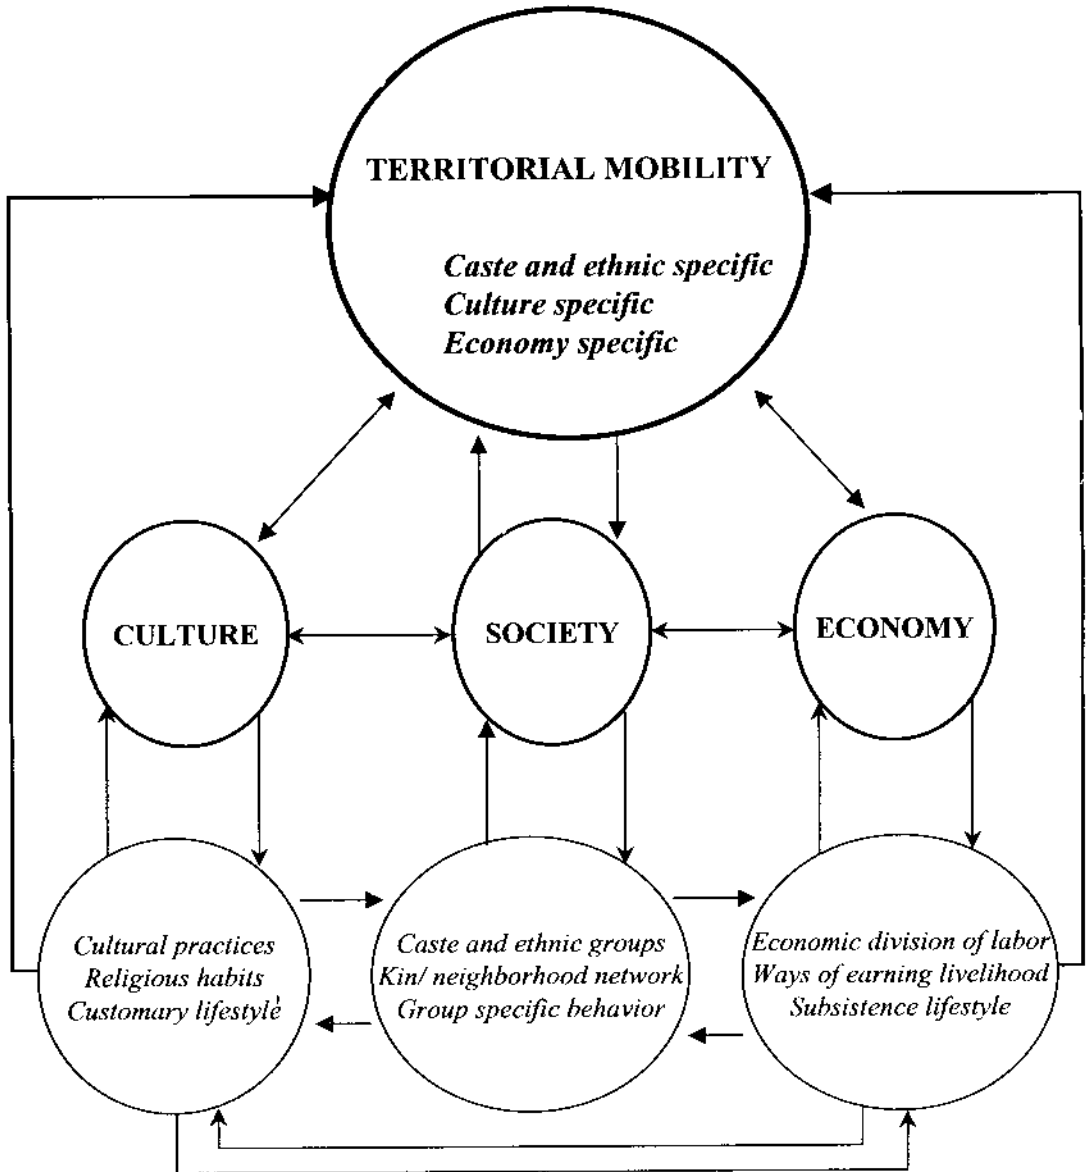 TERRITORIAL MOBILITY
Caste and ethnic specific
Culture specific
Economy specific
CULTURE
SOCIETY
ECONOMY
Cultural practices
Religious habits
Customary lifestyle
Caste and ethnic groups
Kin/ neighborhood network
Group specific behavior
Economic division of labor
Ways of earning livelihood
Subsistence lifestyle